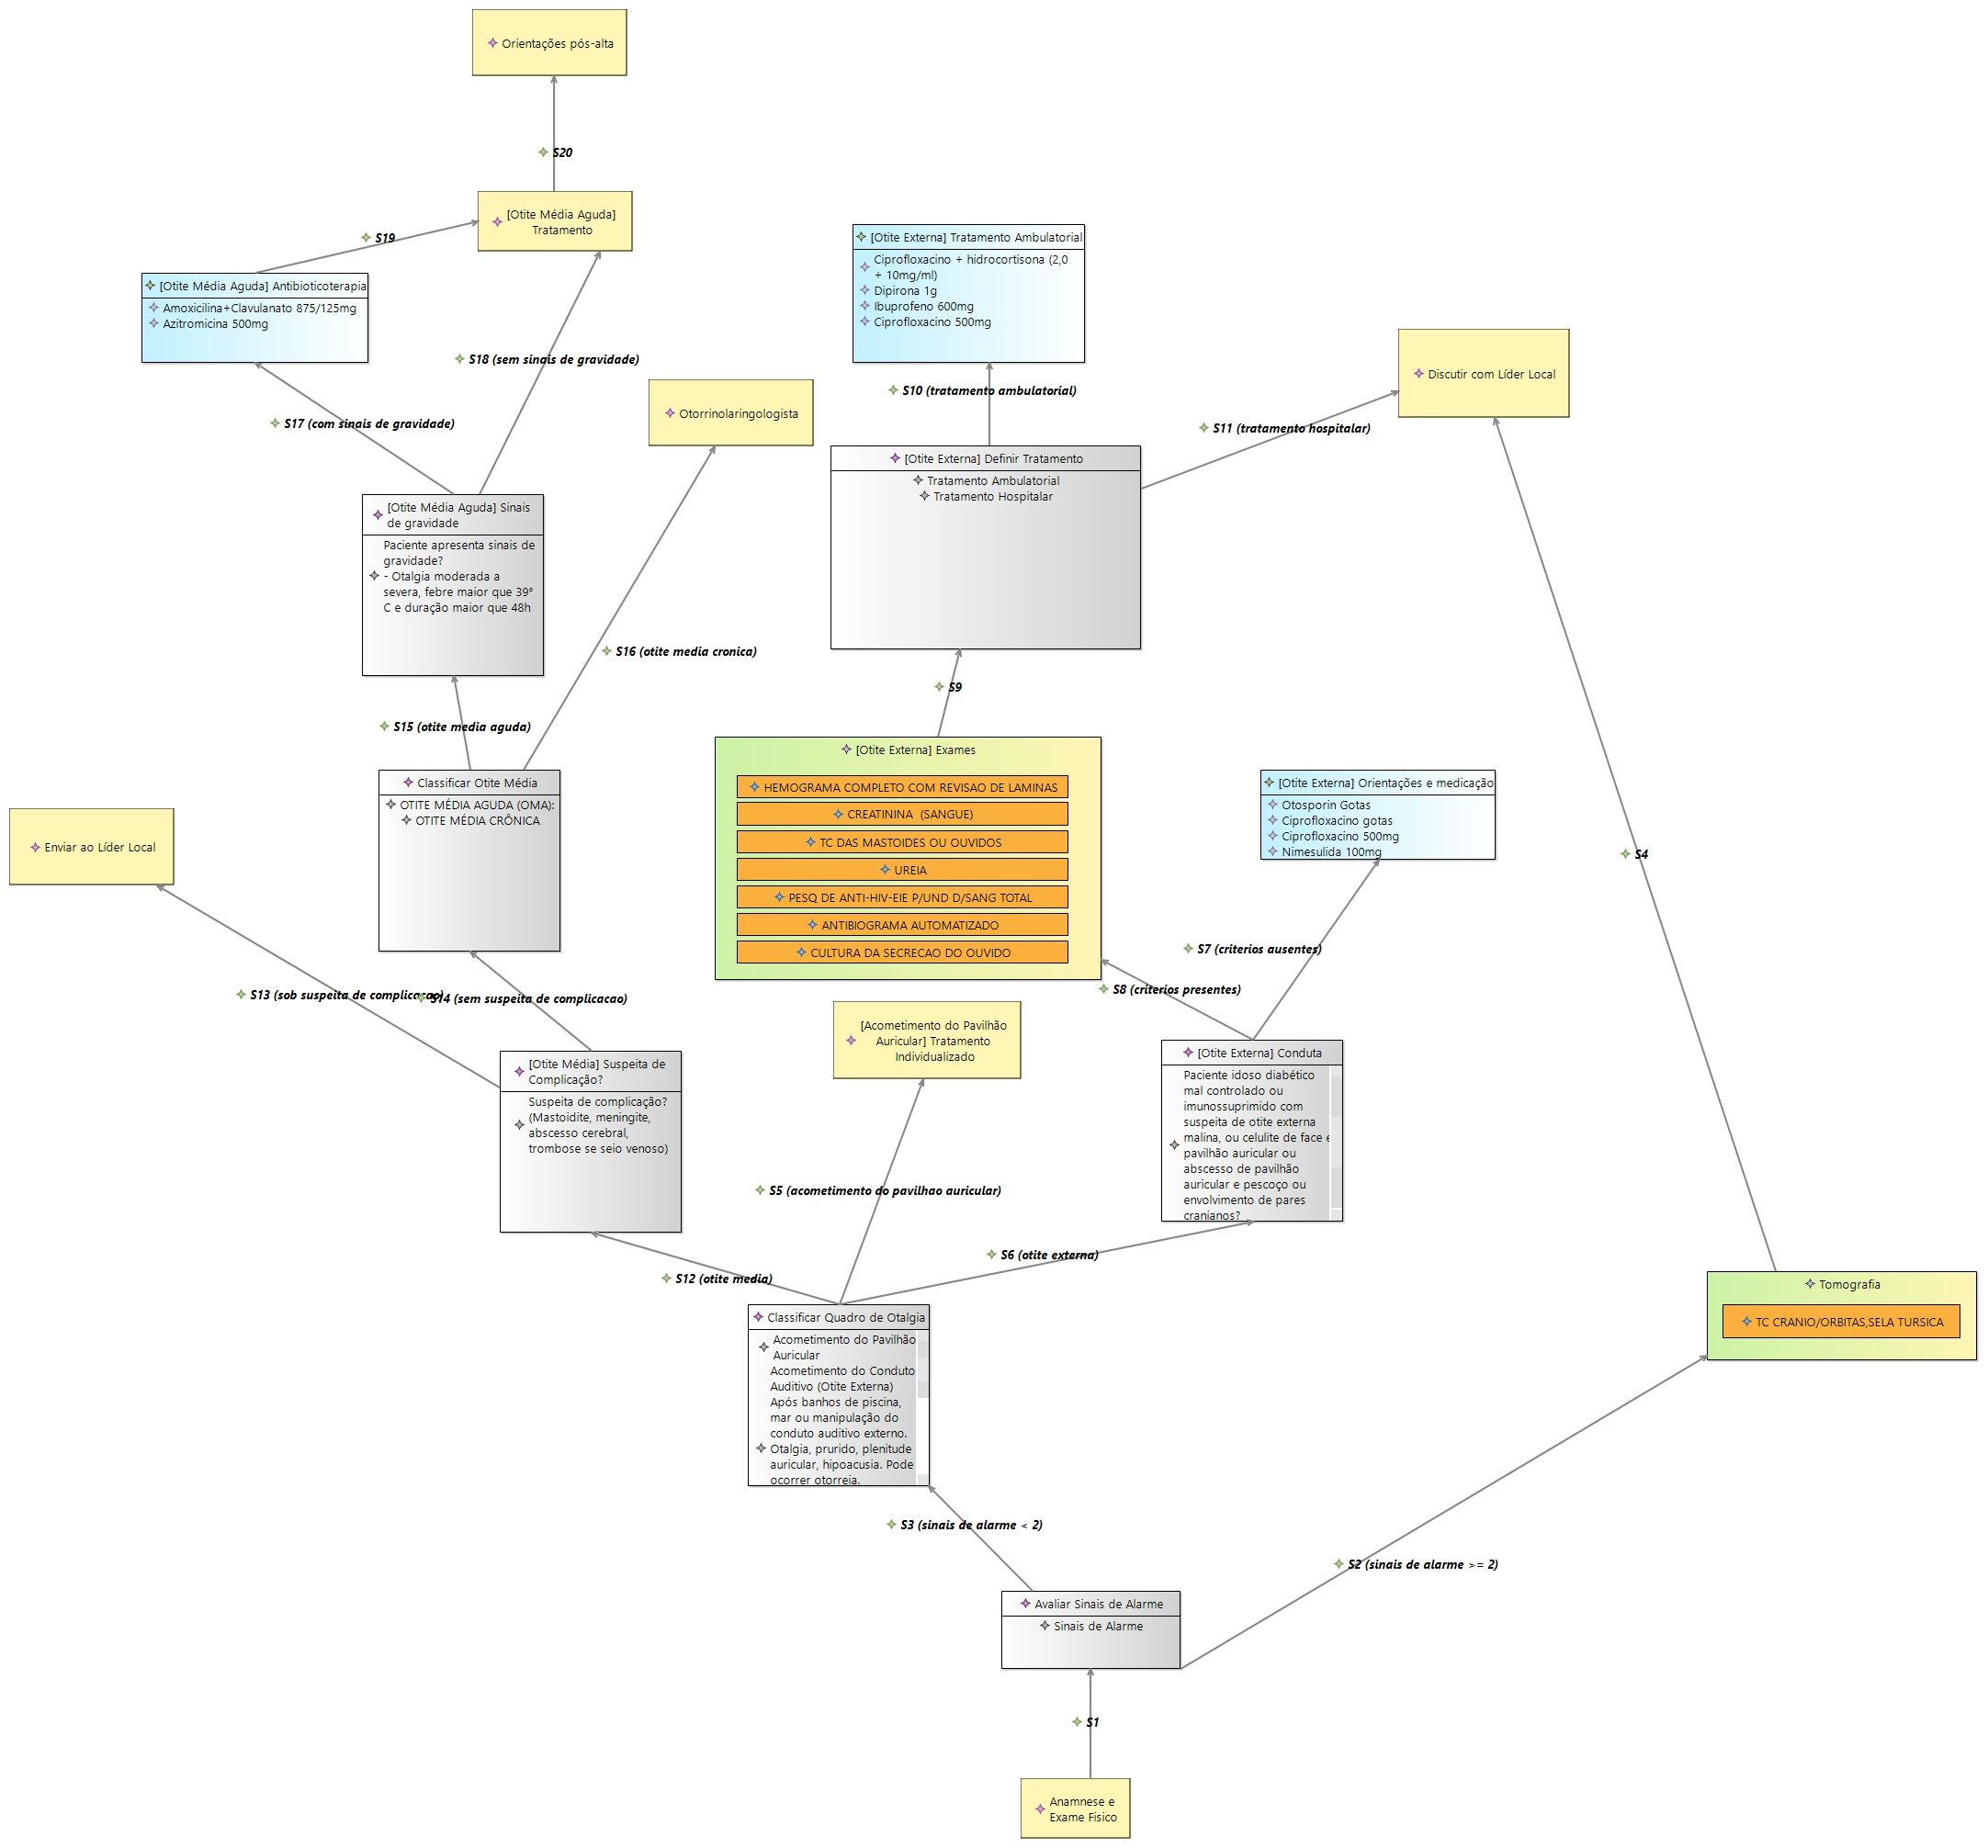 Orientações pós-alta
S20
[Otite Média Aguda]
Tratamento
S19
[Otite Externa] Tratamento Ambulatorial
Ciprofloxacino + hidrocortisona (2,0
+ 10mg/ml)
Dipirona 1g
Ibuprofeno 600mg
Ciprofloxacino 500mg
[Otite Média Aguda] Antibioticoterapia
Amoxicilina+Clavulanato 875/125mg
Azitromicina 500mg
S18 (sem sinais de gravidade)
Discutir com Líder Local
S10 (tratamento ambulatorial)
Otorrinolaringologista
S17 (com sinais de gravidade)
S11 (tratamento hospitalar)
[Otite Externa] Definir Tratamento
Tratamento Ambulatorial
Tratamento Hospitalar
[Otite Média Aguda] Sinais
de gravidade
Paciente apresenta sinais de
gravidade?
- Otalgia moderada a
severa, febre maior que 39°
C e duração maior que 48h
S16 (otite media cronica)
S9
S15 (otite media aguda)
[Otite Externa] Exames
HEMOGRAMA COMPLETO COM REVISAO DE LAMINAS
CREATININA  (SANGUE)
TC DAS MASTOIDES OU OUVIDOS
UREIA
PESQ DE ANTI-HIV-EIE P/UND D/SANG TOTAL
ANTIBIOGRAMA AUTOMATIZADO
CULTURA DA SECRECAO DO OUVIDO
Classificar Otite Média
OTITE MÉDIA AGUDA (OMA):
OTITE MÉDIA CRÔNICA
[Otite Externa] Orientações e medicação
Otosporin Gotas
Ciprofloxacino gotas
Ciprofloxacino 500mg
Nimesulida 100mg
Enviar ao Líder Local
S4
S7 (criterios ausentes)
S8 (criterios presentes)
S13 (sob suspeita de complicacao)
S14 (sem suspeita de complicacao)
[Acometimento do Pavilhão
Auricular] Tratamento
Individualizado
[Otite Média] Suspeita de
Complicação?
Suspeita de complicação?
(Mastoidite, meningite,
abscesso cerebral,
trombose se seio venoso)
[Otite Externa] Conduta
Paciente idoso diabético
mal controlado ou
imunossuprimido com
suspeita de otite externa
malina, ou celulite de face e
pavilhão auricular ou
abscesso de pavilhão
auricular e pescoço ou
envolvimento de pares
cranianos?
S5 (acometimento do pavilhao auricular)
S6 (otite externa)
S12 (otite media)
Classificar Quadro de Otalgia
Acometimento do Pavilhão
Auricular
Acometimento do Conduto
Auditivo (Otite Externa)
Após banhos de piscina,
mar ou manipulação do
conduto auditivo externo.
Otalgia, prurido, plenitude
auricular, hipoacusia. Pode
ocorrer otorreia.
Tomografia
TC CRANIO/ORBITAS,SELA TURSICA
S3 (sinais de alarme < 2)
S2 (sinais de alarme >= 2)
Avaliar Sinais de Alarme
Sinais de Alarme
S1
Anamnese e
Exame Fisico